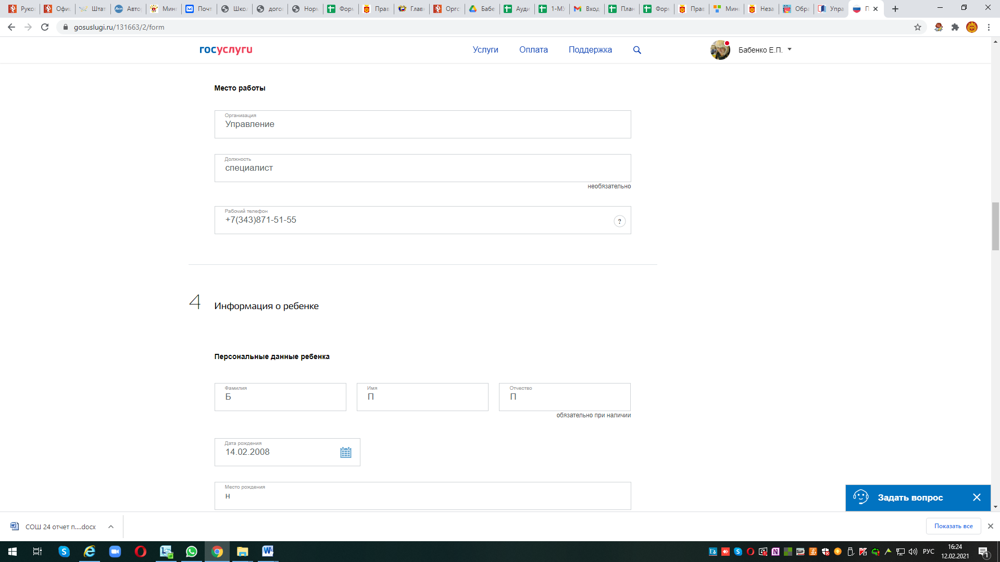 Руко
Офи
Штат
Авто
Минг
Почт
Шко
дого
Норм
Форм
Прав
Глав
Оргс
Бабе
Ауди
1-МУ
Вход
План
Форм
Прав
Мин
Неза
Обра
Упра
П
gosuslugi.ru/131663/2/form
госуслуги
Услуги
Оплата
Поддержка
Бабенко Е.П.
Место работы
Организация
Управление
Должность
специалист
необязательно
Рабочий телефон
+7(343)871-51-55
?
4
Информация о ребенке
Персональные данные ребенка
Фамилия
Б
Имя
П
Отчество
П
обязательно при наличии
Дата рождения
14.02.2008
Место рождения
н
Задать вопрос
СОШ 24 отчет п....docx
Показать все
РУС
16:24
12.02.2021
1